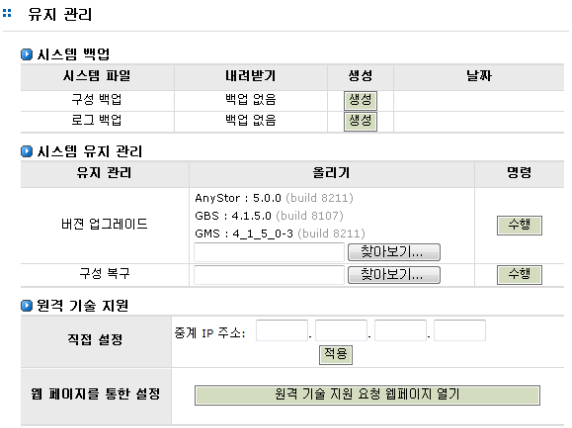 유지 관리
시스템 백업
시스템 파일 내려받기 생성 날짜
구성 백업 백업 없음 생성
로그 백업 백업 없음 생성
시스템 유지 관리
유지 관리 올리기 명령
버젼 업그레이드
AnyStor : 5.0.0 (build 8211)
GBS : 4.1.5.0 (build 8107)
GMS : 4_1_5_0-3 (build 8211)
찾아보기... 수행
구성 복구 찾아보기... 수행
원격 기술 지원
직접 설정 중계 IP 주소: . . .
적용
웹 페이지를 통한 설정 원격 기술 지원 요청 웹페이지 열기